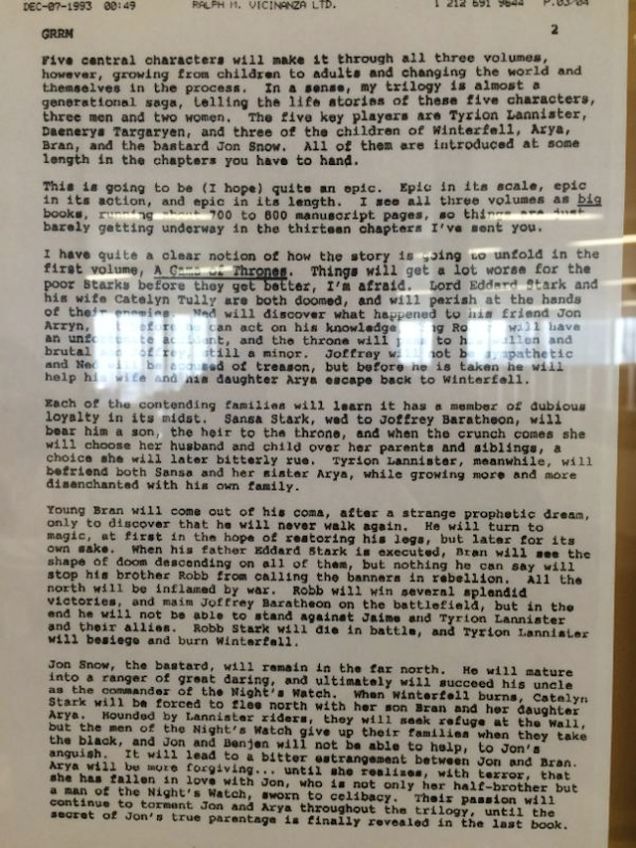 DEC-07-1993 00:49 RALPH M. VICINANZA LTD. 1 212 691 9644 P.03/04
GRRM 2
Five central characters will make it through all three volumes,
however, growing from children to adults and changing the world and
themselves in the process. In a sense, my trilogy is almost a
generational saga, telling the life stories of these five characters,
three men and two women. The five key players are Tyrion Lannister,
Daenerys Targaryen, and three of the children of Winterfell, Arya,
Bran, and the bastard Jon Snow. All of them are introduced at some
length in the chapters you have to hand.
This is going to be (I hope) quite an epic. Epic in its scale, epic
in its action, and epic in its length. I see all three volumes as big
books, running about 700 to 800 manuscript pages, so things are just
barely getting underway in the thirteen chapters I've sent you.
I have quite a clear notion of how the story is going to unfold in the
first volume, A Game of Thrones. Things will get a lot worse for the
poor Starks before they get better, I'm afraid. Lord Eddard Stark and
his wife Catelyn Tully are both doomed, and will perish at the hands
of their enemies. Ned will discover what happened to his friend Jon
Arryn, before can act on his knowledge will have
an accident, and the throne will to his sullen and
brutal still a minor. Joffrey will not be sympathetic
and Ned be accused of treason, but before he is taken he will
help his wife and his daughter Arya escape back to Winterfell.
Each of the contending families will learn it has a member of dubious
loyalty in its midst. Sansa Stark, wed to Joffrey Baratheon, will
bear him a son, the heir to the throne, and when the crunch comes she
will choose her husband and child over her parents and siblings, a
choice she will later bitterly rue. Tyrion Lannister, meanwhile, will
befriend both Sansa and her sister Arya, while growing more and more
disenchanted with his own family.
Young Bran will come out of his coma, after a strange prophetic dream,
only to discover that he will never walk again. He will turn to
magic, at first in the hope of restoring his legs, but later for its
own sake. When his father Eddard Stark is executed, Bran will see the
shape of doom descending on all of them, but nothing he can say will
stop his brother Robb from calling the banners in rebellion. All the
north will be inflamed by war. Robb will win several splendid
victories, and maim Joffrey Baratheon on the battlefield, but in the
end he will not be able to stand against Jaime and Tyrion Lannister
and their allies. Robb Stark will die in battle, and Tyrion Lannister
will besiege and burn Winterfell.
Jon Snow, the bastard, will remain in the far north. He will mature
into a ranger of great daring, and ultimately will succeed his uncle
as the commander of the Night's Watch. When Winterfell burns, Catelyn
Stark will be forced to flee north with her son Bran and her daughter
Arya. Hounded by Lannister riders, they will seek refuge at the Wall,
but the men of the Night's Watch give up their families when they take
the black, and Jon and Benjen will not be able to help, to Jon's
anguish. It will lead to a bitter estrangement between Jon and Bran.
Arya will be more forgiving... until she realizes, with terror, that
she has fallen in love with Jon, who is not only her half-brother but
a man of the Night's Watch, sworn to celibacy. Their passion will
continue to torment Jon and Arya throughout the trilogy, until the
secret of Jon's true parentage is finally revealed in the last book.